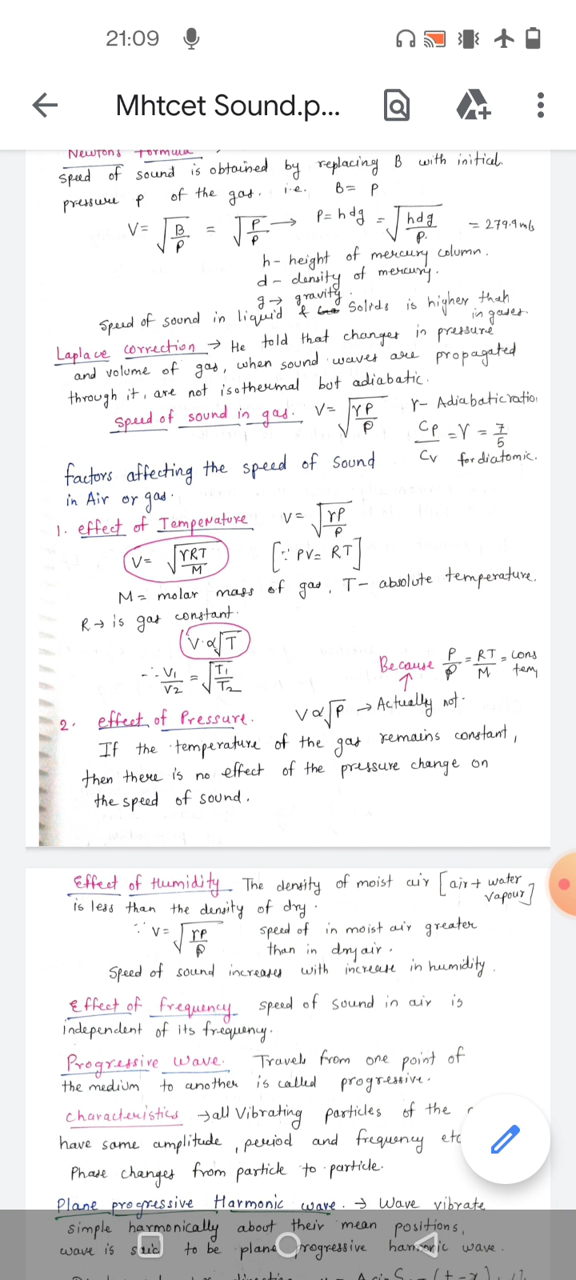 21:09
Mhtcet Sound.p...
Newtons Formula
Speed of sound is obtained by replacing B with initial
pressure P of the gas. i.e. B = P
V = √(B/ρ) = √(P/ρ) → P = hdg = √(hdg/ρ) = 279.9 m/s
h - height of mercury column.
d - density of mercury.
g → gravity.
Speed of sound in liquid & solids is higher than
in gases.
Laplace correction → He told that changes in pressure
and volume of gas, when sound waves are propagated
through it, are not isothermal but adiabatic.
Speed of sound in gas. V = √(γP/ρ) γ - Adiabatic ratio
Cp/Cv = γ = 7/5
for diatomic.
factors affecting the speed of sound
in Air or gas.
1. effect of Temperature V = √(γP/ρ)
V = √(γRT/M) [∵ PV = RT]
M = molar mass of gas, T - absolute temperature.
R → is gas constant.
V ∝ √T
∴ V1/V2 = √(T1/T2)
Because P/ρ = RT/M = cons
tem
2. effect of Pressure. V ∝ √P → Actually not.
If the temperature of the gas remains constant,
then there is no effect of the pressure change on
the speed of sound.
Effect of Humidity The density of moist air [air + water
vapour]
is less than the density of dry.
∵ V = √(γP/ρ) speed of in moist air greater
than in dry air.
Speed of sound increases with increase in humidity.
Effect of frequency speed of sound in air is
independent of its frequency.
Progressive wave. Travels from one point of
the medium to another is called progressive.
Characteristics → all Vibrating particles of the
have same amplitude, period and frequency etc
Phase changes from particle to particle.
Plane progressive Harmonic wave. → Wave vibrate
simple harmonically about their mean positions,
wave is said to be plane progressive harmonic wave.